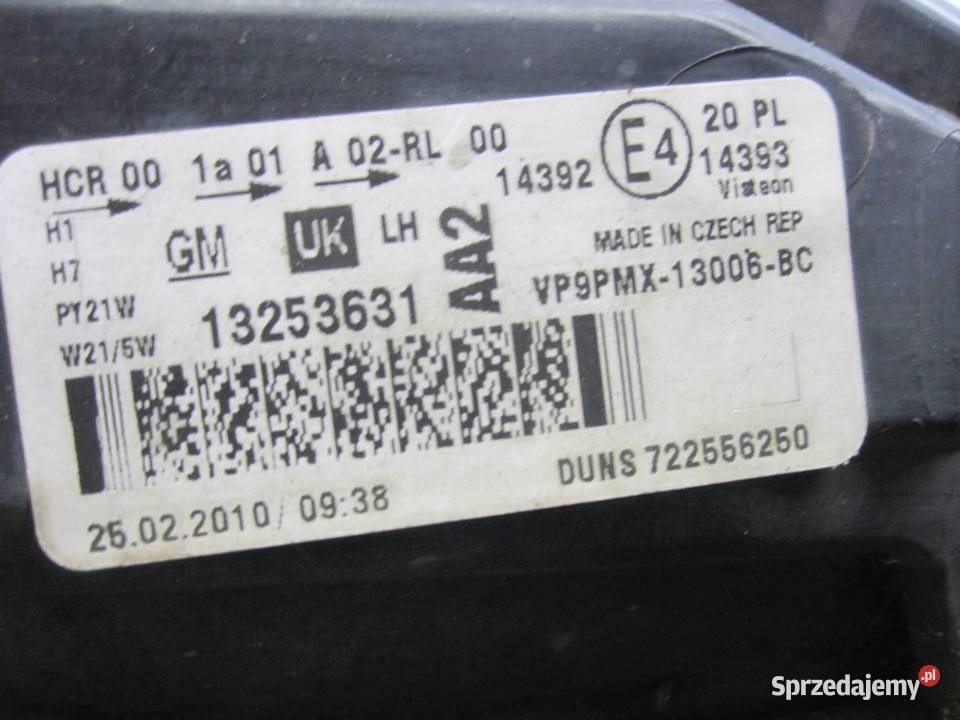 HCR 00 1a 01 A 02-RL 00 14392 E4 20 PL
14393
Visteon
H1 GM UK LH AA2 MADE IN CZECH REP
H7 VP9PMX-13006-BC
PY21W 13253631
W21/5W
DUNS 722556250
25.02.2010/ 09:38
Sprzedajemy.pl